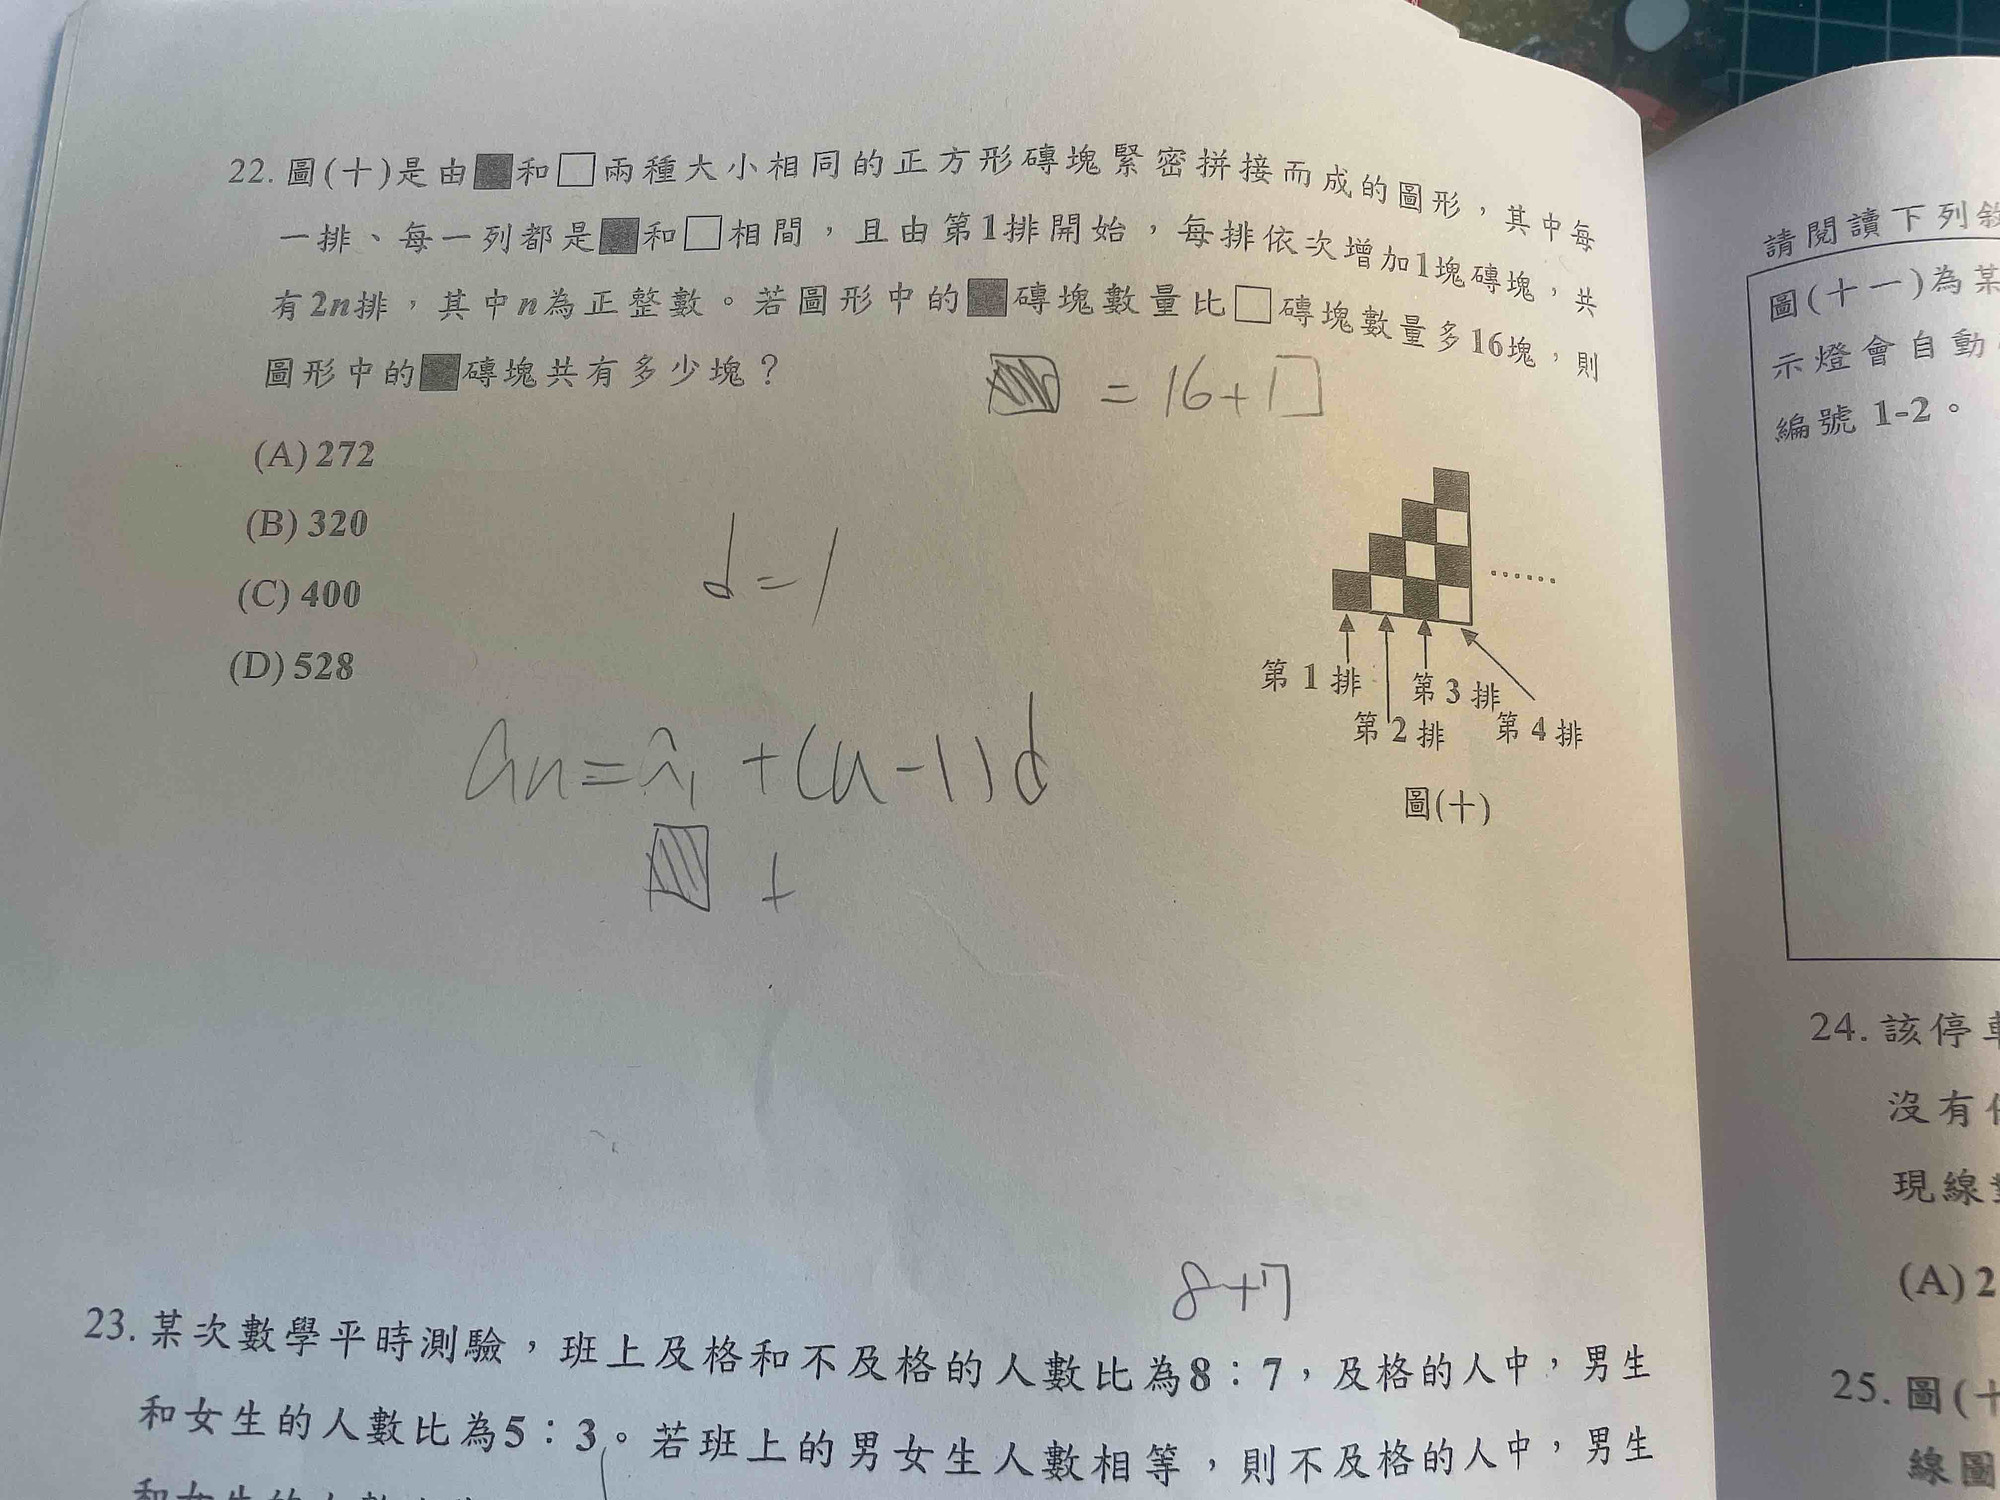 22. 圖(十)是由■和□兩種大小相同的正方形磚塊緊密拼接而成的圖形，其中每
一排、每一列都是■和□相間，且由第1排開始，每排依次增加1塊磚塊，共
有2n排，其中n為正整數。若圖形中的■磚塊數量比□磚塊數量多16塊，則
圖形中的■磚塊共有多少塊？
= 16+□
(A) 272
(B) 320
(C) 400
(D) 528
d=1
an=a1+(n-1)d
+
......
第1排
第2排
第3排
第4排
圖(十)
8+7
23. 某次數學平時測驗，班上及格和不及格的人數比為8：7，及格的人中，男生
和女生的人數比為5：3。若班上的男女生人數相等，則不及格的人中，男生
請閱讀下列敘
圖(十一)為某
示燈會自動
編號 1-2。
24. 該停車
沒有
現線
(A) 2
25. 圖(十
線圖